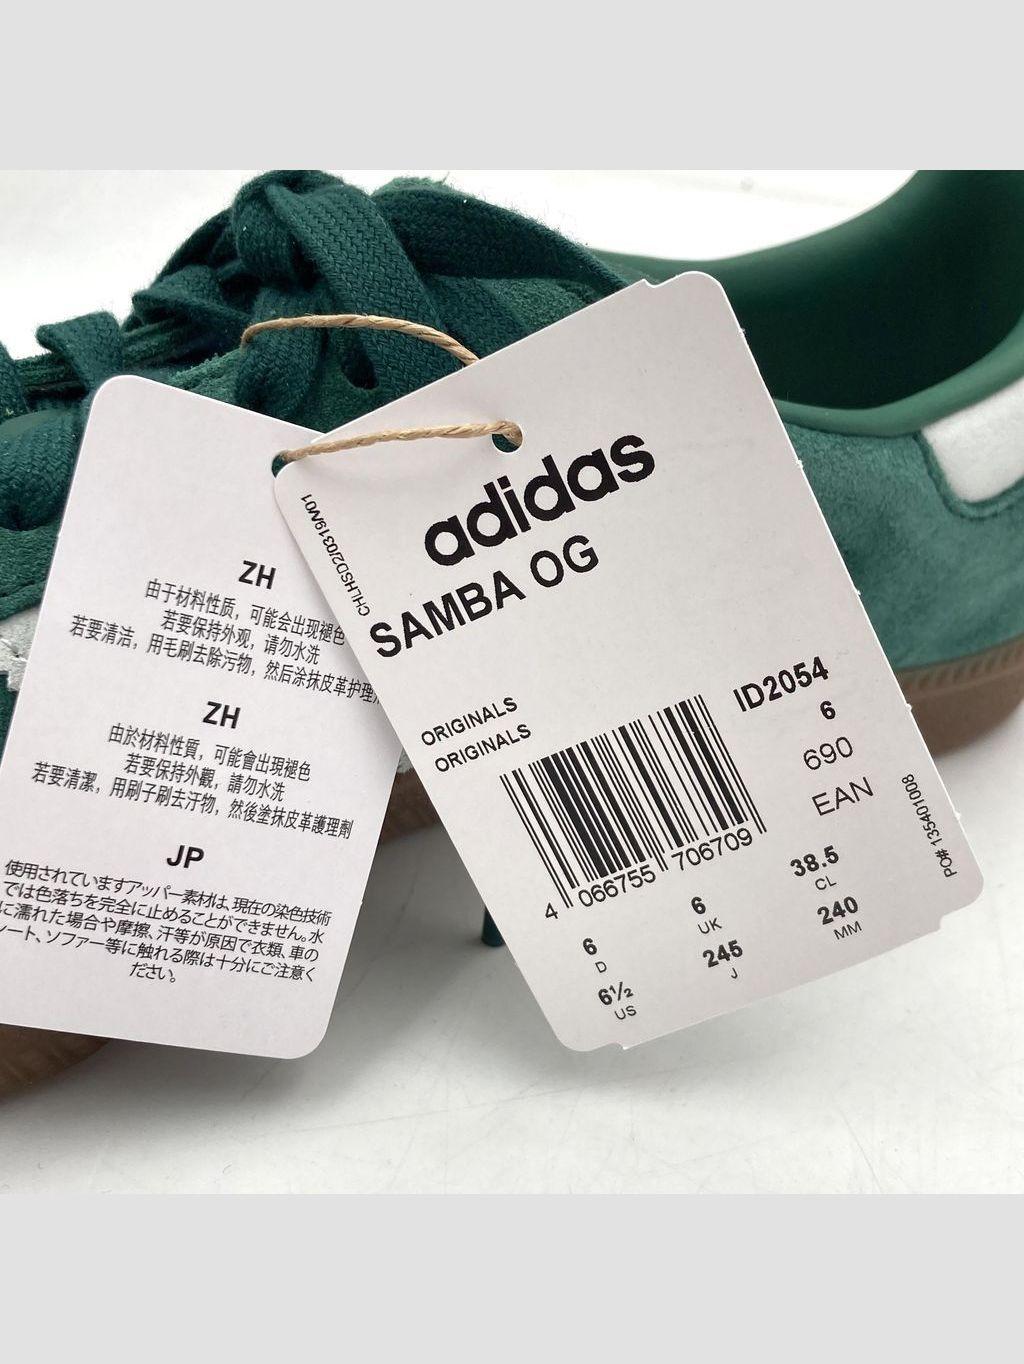 ZH
由于材料性质，可能会出现褪色
若要保持外观，请勿水洗
若要清洁，用毛刷去除污物，然后涂抹皮革护理
ZH
由於材料性質，可能會出現褪色
若要保持外觀，請勿水洗
若要清潔，用刷子刷去汙物，然後塗抹皮革護理劑
JP
使用されていますアッパー素材は、現在の染色技術
では色落ちを完全に止めることができません。水
に濡れた場合や摩擦、汗等が原因で衣類、車の
ート、ソファー等に触れる際は十分にご注意く
ださい。
CHLHSD2/0319/V01
adidas
SAMBA OG
ORIGINALS
ORIGINALS
ID2054
6
690
EAN
4 066755 706709
PO# 135401008
6
D
6
UK
38.5
CL
6½
US
245
J
240
MM